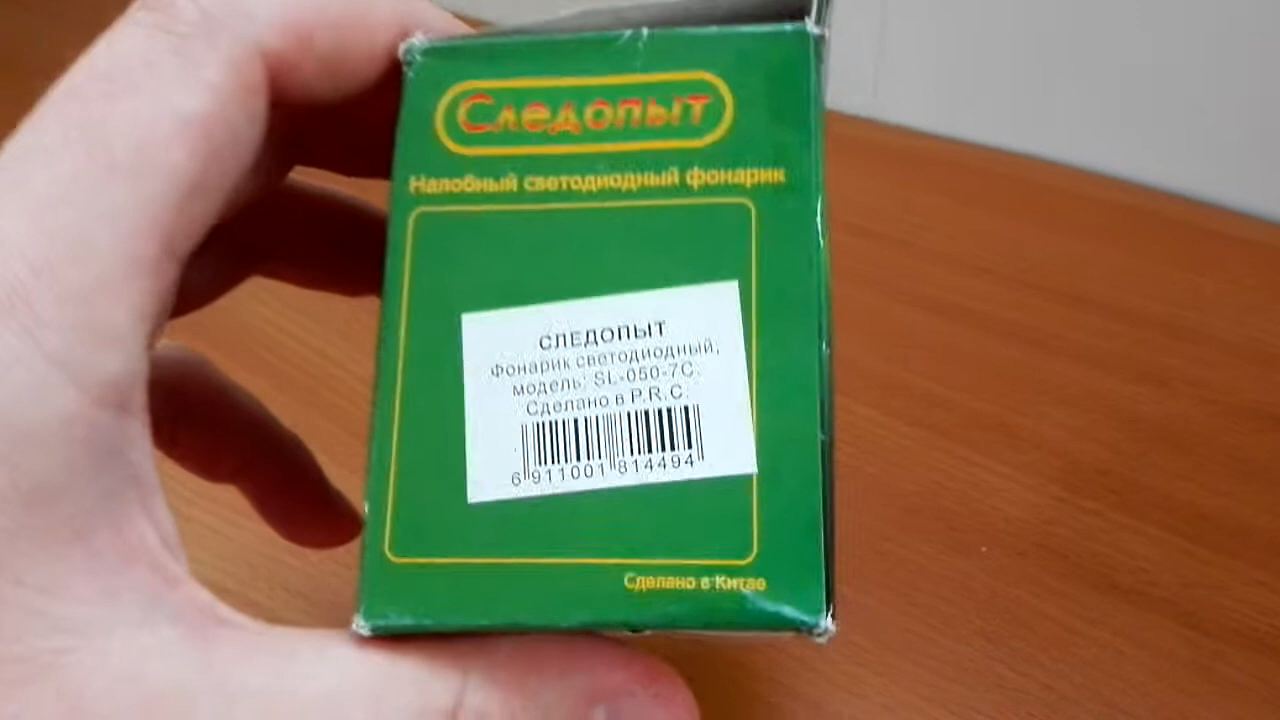 Следопыт
Налобный светодиодный фонарик
СЛЕДОПЫТ
Фонарик светодиодный,
модель: SL-050-7C.
Сделано в P.R.C.
6 911001 814494
Сделано в Китае